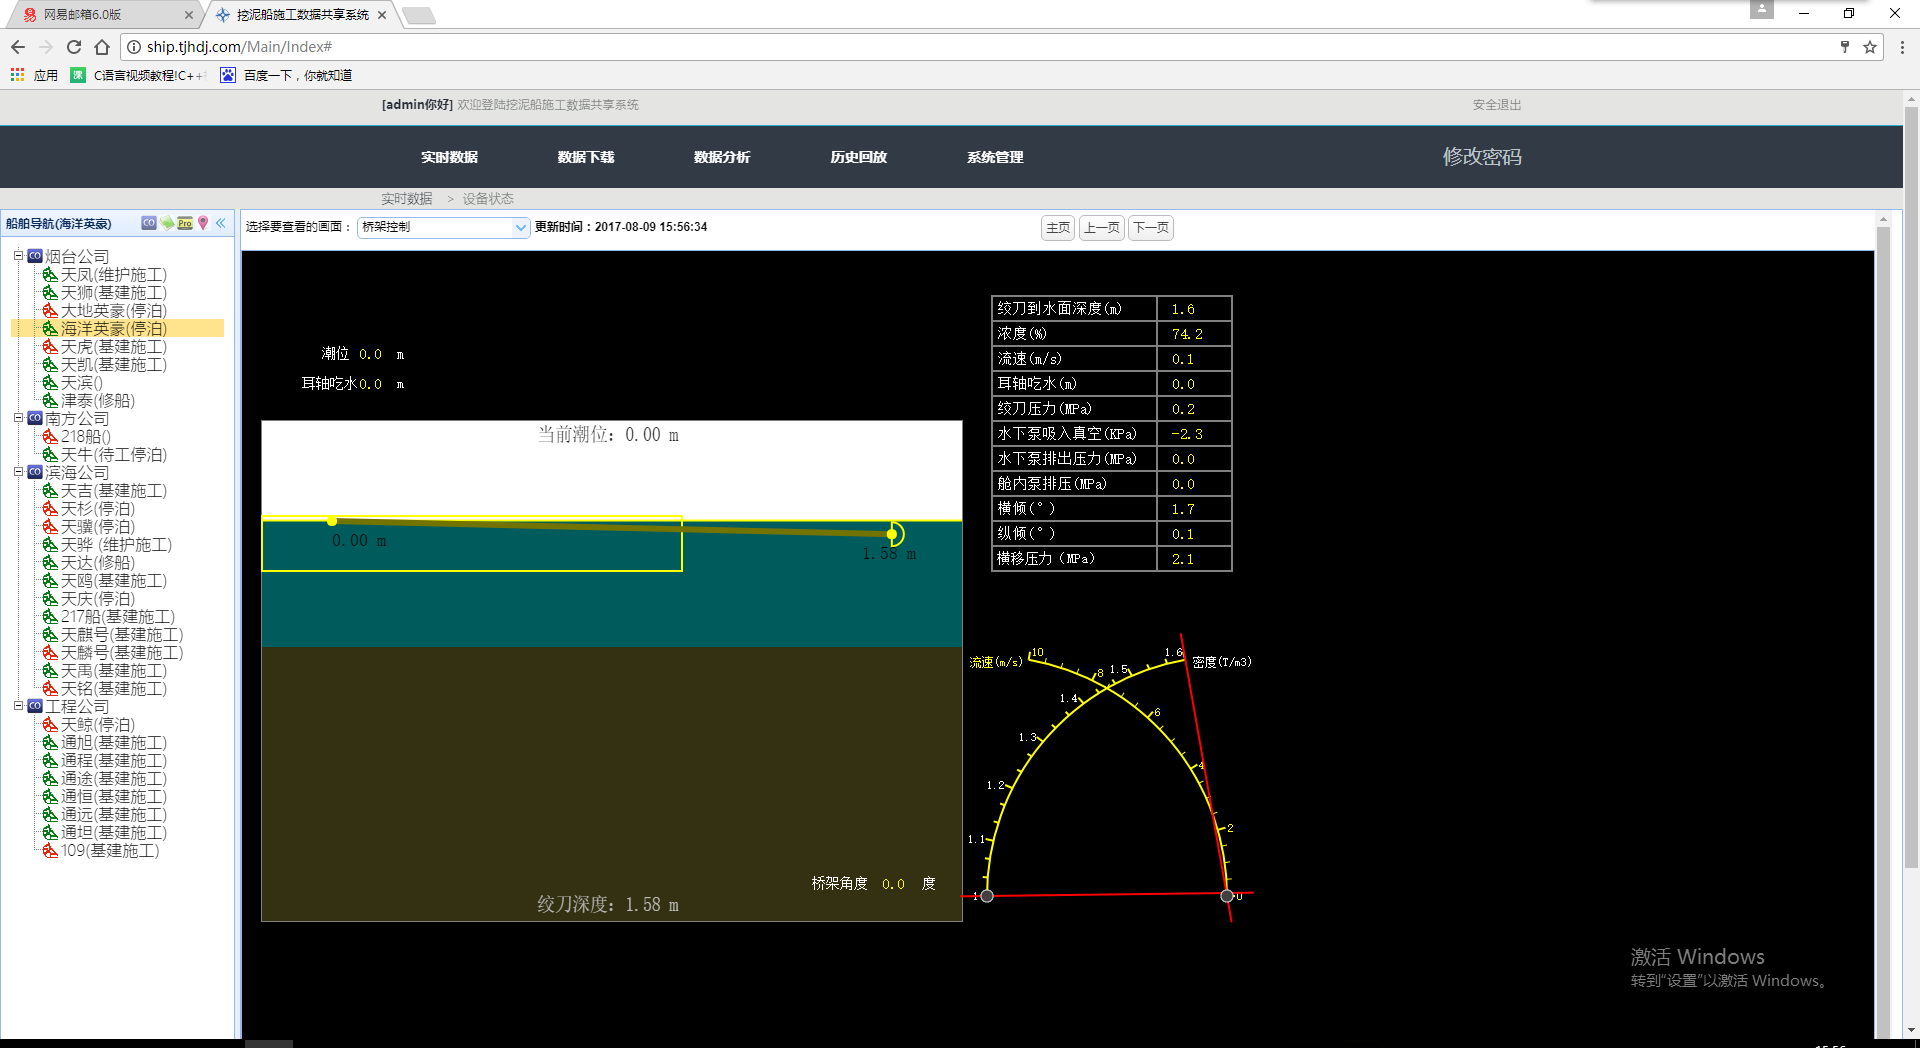 网易邮箱6.0版
挖泥船施工数据共享系统
ship.tjhdj.com/Main/Index#
应用
C语言视频教程!C++
百度一下，你就知道
[admin你好] 欢迎登陆挖泥船施工数据共享系统
安全退出
实时数据
数据下载
数据分析
历史回放
系统管理
修改密码
实时数据 > 设备状态
船舶导航(海洋英豪)
CO
Pro
选择要查看的画面：
桥架控制
更新时间：2017-08-09 15:56:34
主页
上一页
下一页
CO 烟台公司
天凤(维护施工)
天狮(基建施工)
大地英豪(停泊)
海洋英豪(停泊)
天虎(基建施工)
天凯(基建施工)
天滨()
津泰(修船)
CO 南方公司
218船()
天牛(待工停泊)
CO 滨海公司
天吉(基建施工)
天杉(停泊)
天骥(停泊)
天骅 (维护施工)
天达(修船)
天鸥(基建施工)
天庆(停泊)
217船(基建施工)
天麒号(基建施工)
天麟号(基建施工)
天禹(基建施工)
天铭(基建施工)
CO 工程公司
天鲸(停泊)
通旭(基建施工)
通程(基建施工)
通途(基建施工)
通恒(基建施工)
通远(基建施工)
通坦(基建施工)
109(基建施工)
潮位 0.0 m
耳轴吃水0.0 m
当前潮位: 0.00 m
0.00 m
1.58 m
桥架角度 0.0 度
绞刀深度: 1.58 m
绞刀到水面深度(m) 1.6
浓度(%) 74.2
流速(m/s) 0.1
耳轴吃水(m) 0.0
绞刀压力(MPa) 0.2
水下泵吸入真空(KPa) -2.3
水下泵排出压力(MPa) 0.0
舱内泵排压(MPa) 0.0
横倾(°) 1.7
纵倾(°) 0.1
横移压力 (MPa) 2.1
流速(m/s)
10
8
6
4
2
0
密度(T/m3)
1.6
1.5
1.4
1.3
1.2
1.1
1
激活 Windows
转到"设置"以激活 Windows。